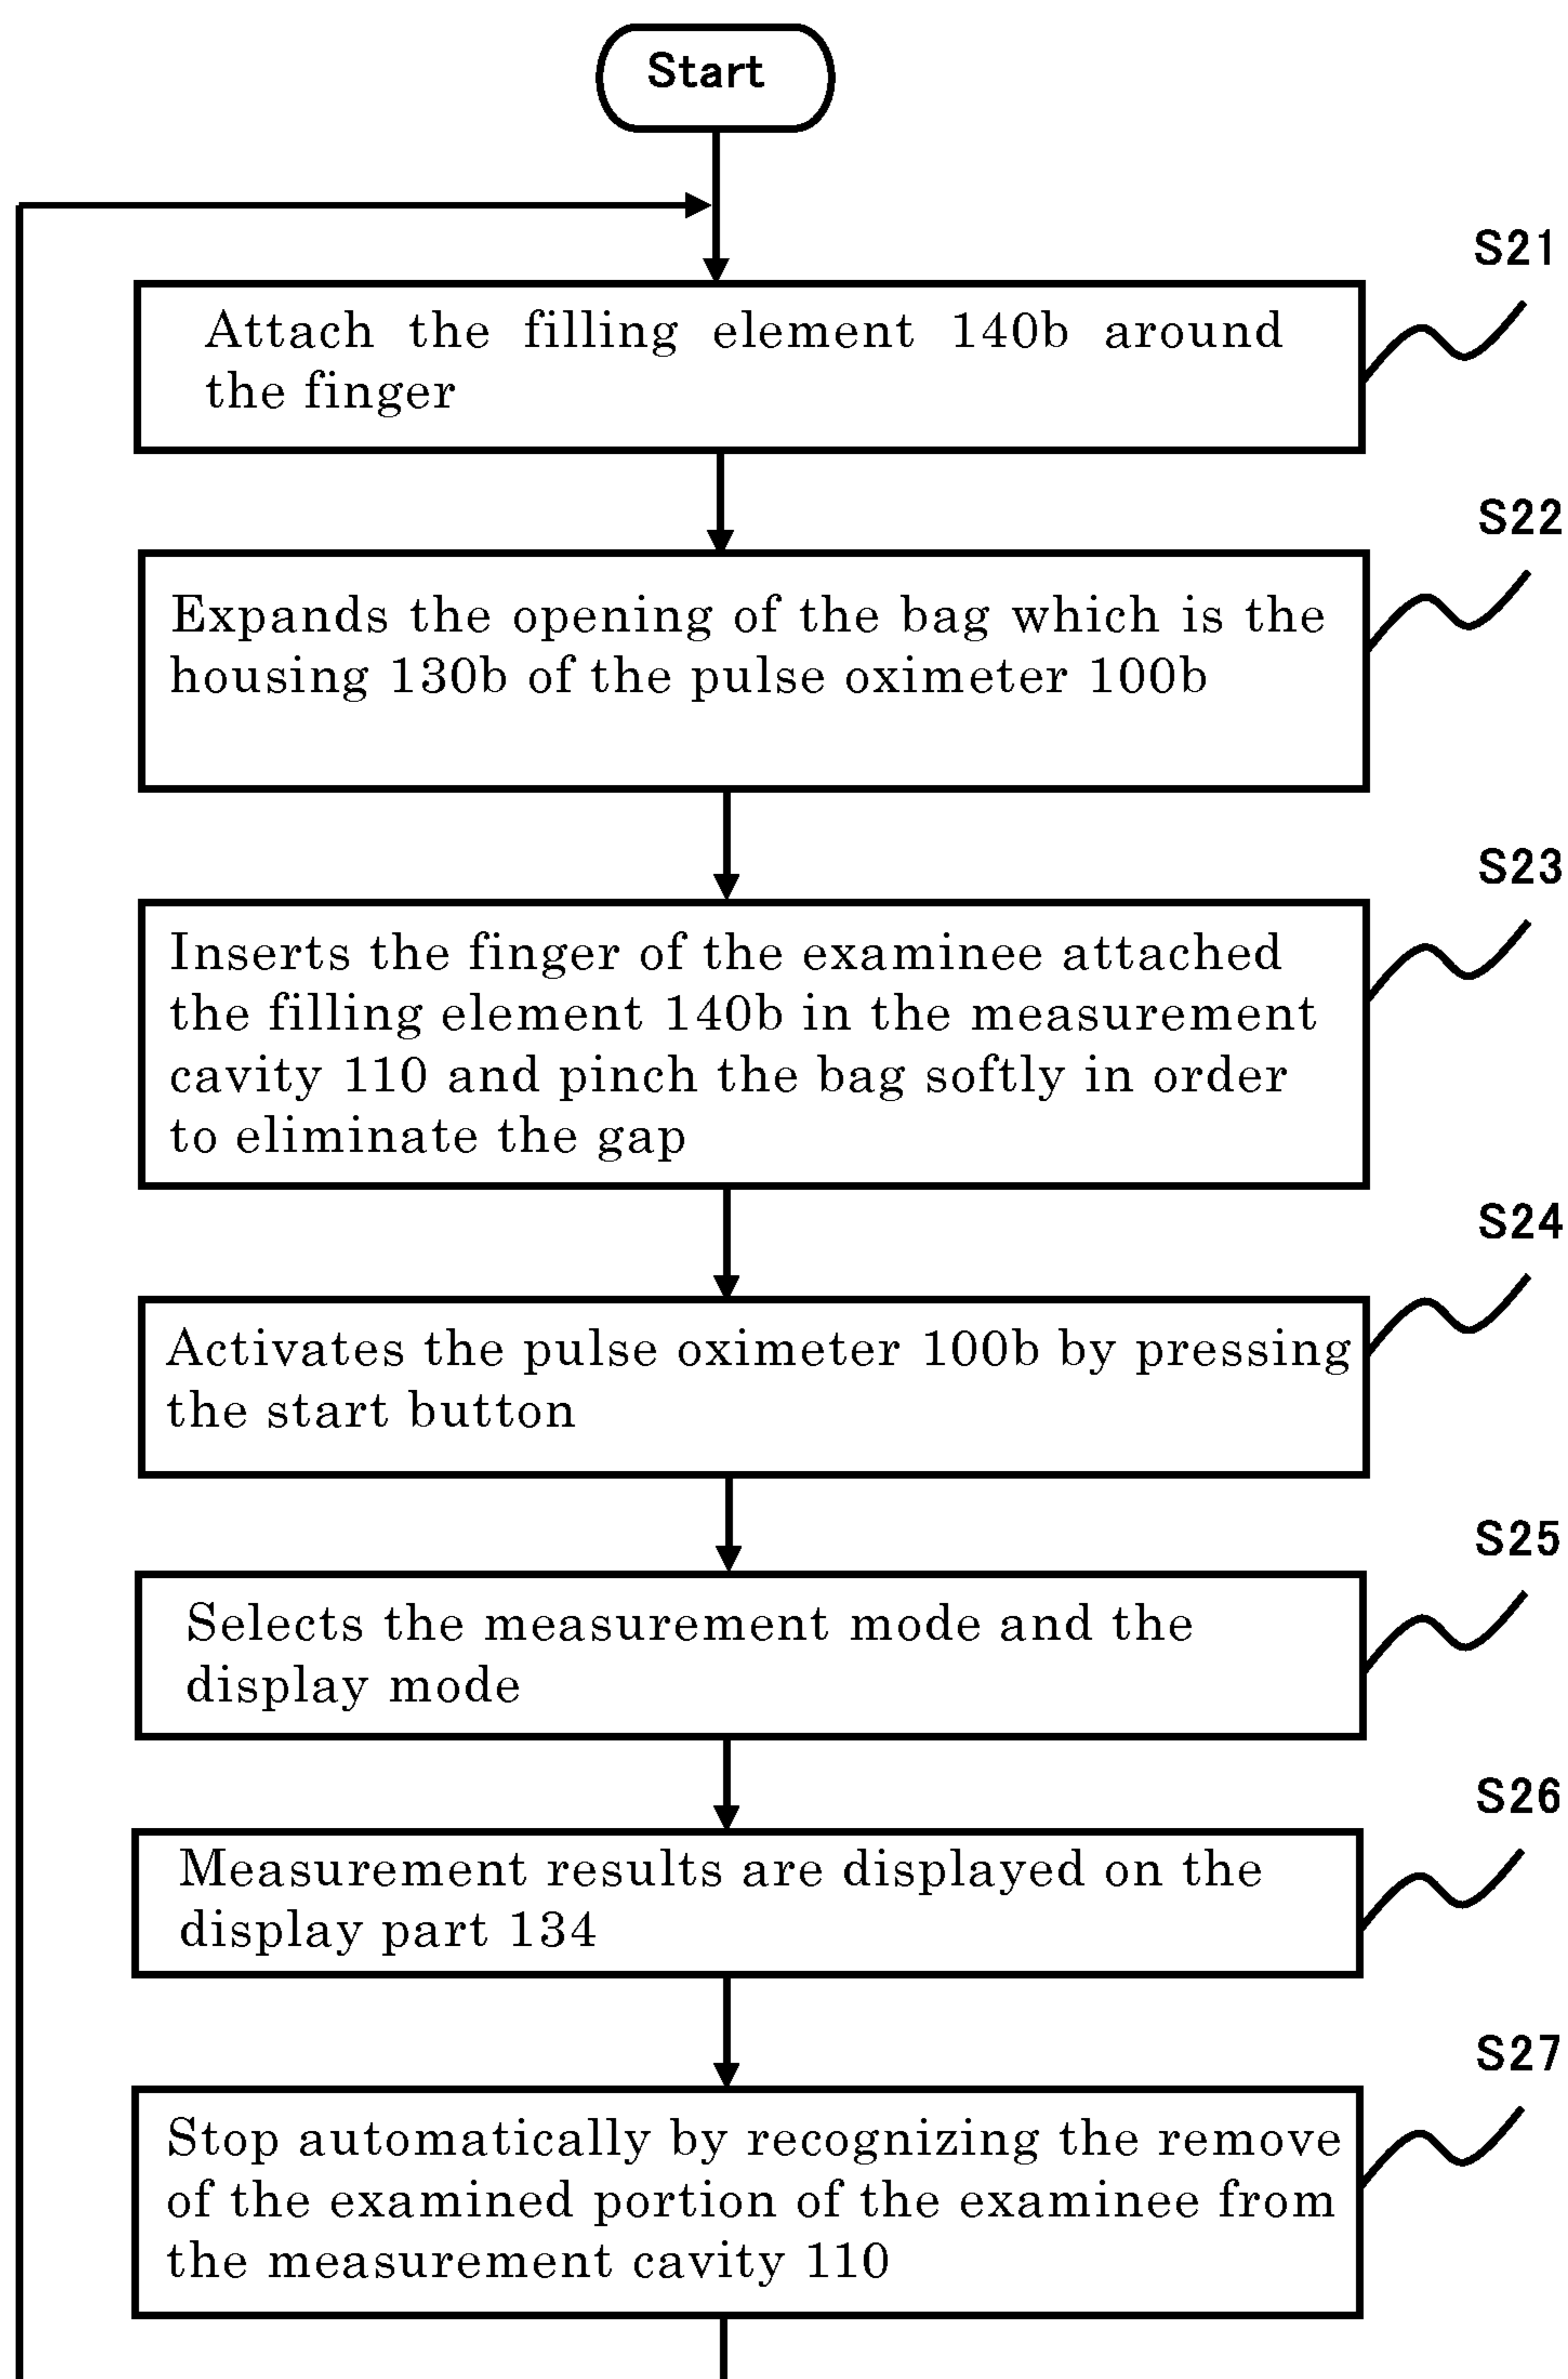 Start
S21
Attach the filling element 140b around
the finger
S22
Expands the opening of the bag which is the
housing 130b of the pulse oximeter 100b
S23
Inserts the finger of the examinee attached
the filling element 140b in the measurement
cavity 110 and pinch the bag softly in order
to eliminate the gap
S24
Activates the pulse oximeter 100b by pressing
the start button
S25
Selects the measurement mode and the
display mode
S26
Measurement results are displayed on the
display part 134
S27
Stop automatically by recognizing the remove
of the examined portion of the examinee from
the measurement cavity 110